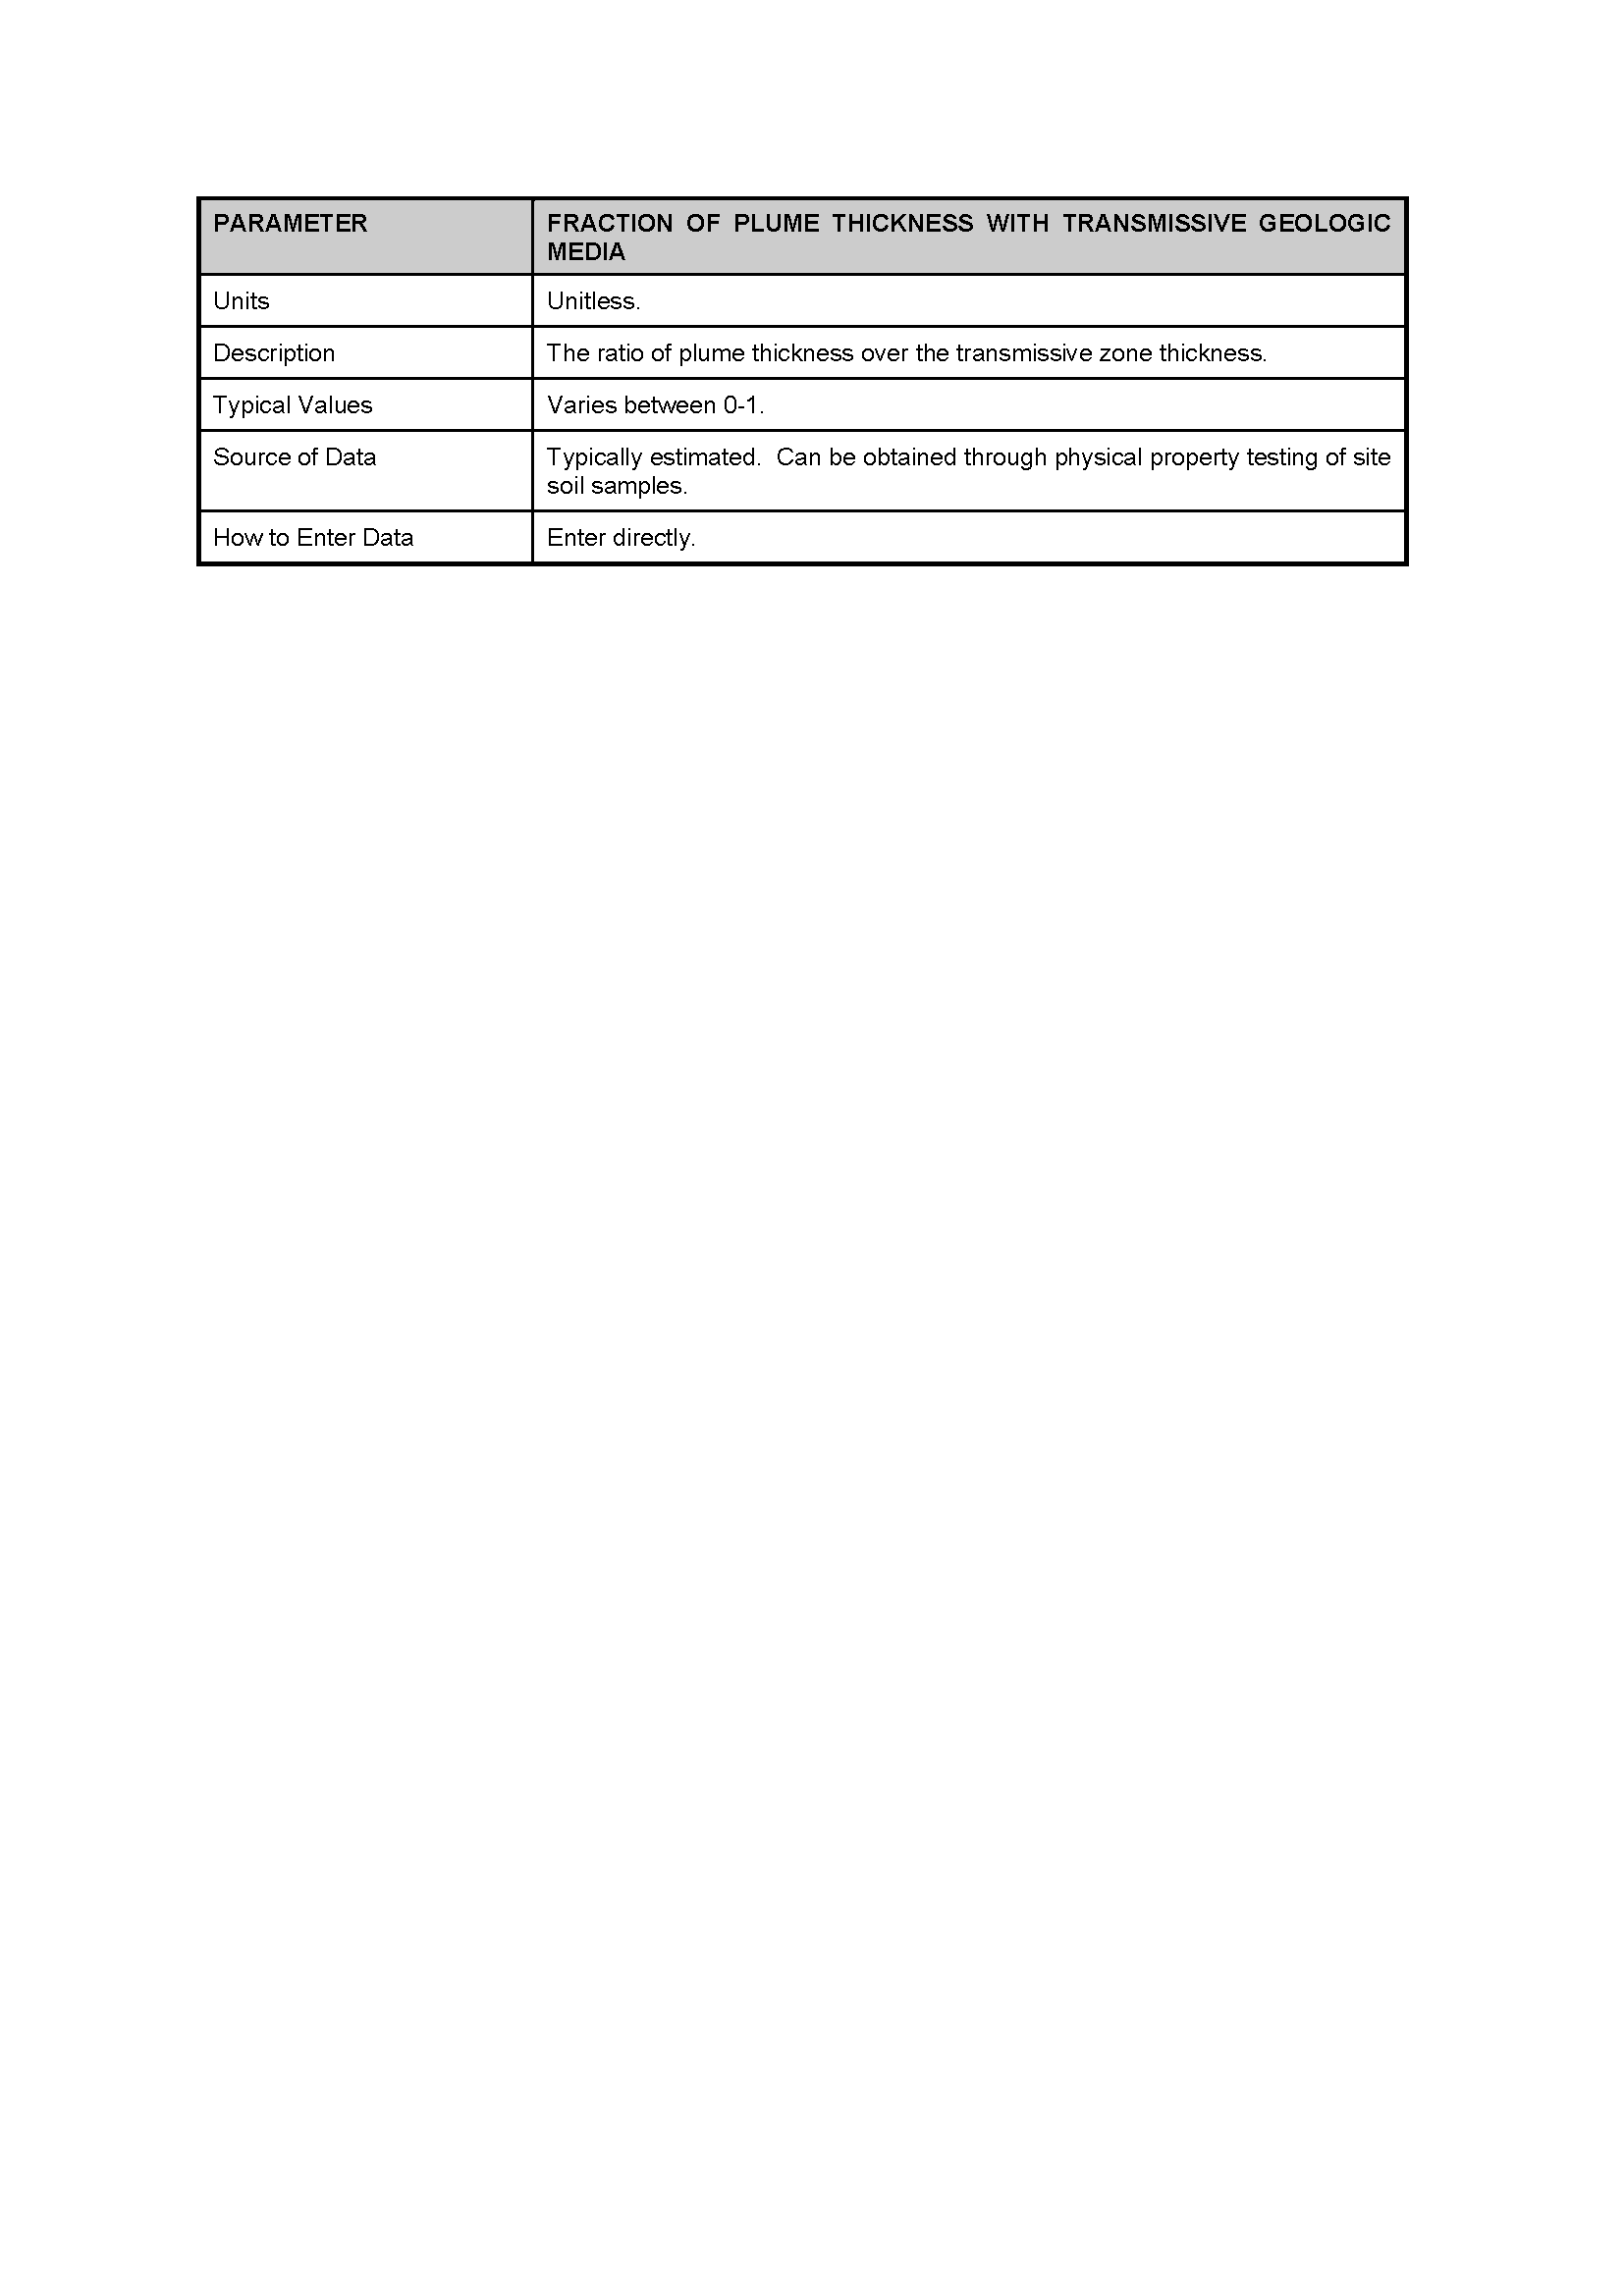 PARAMETER
FRACTION OF PLUME THICKNESS WITH TRANSMISSIVE GEOLOGIC
MEDIA
Units
Unitless.
Description
The ratio of plume thickness over the transmissive zone thickness.
Typical Values
Varies between 0-1.
Source of Data
Typically estimated.  Can be obtained through physical property testing of site
soil samples.
How to Enter Data
Enter directly.